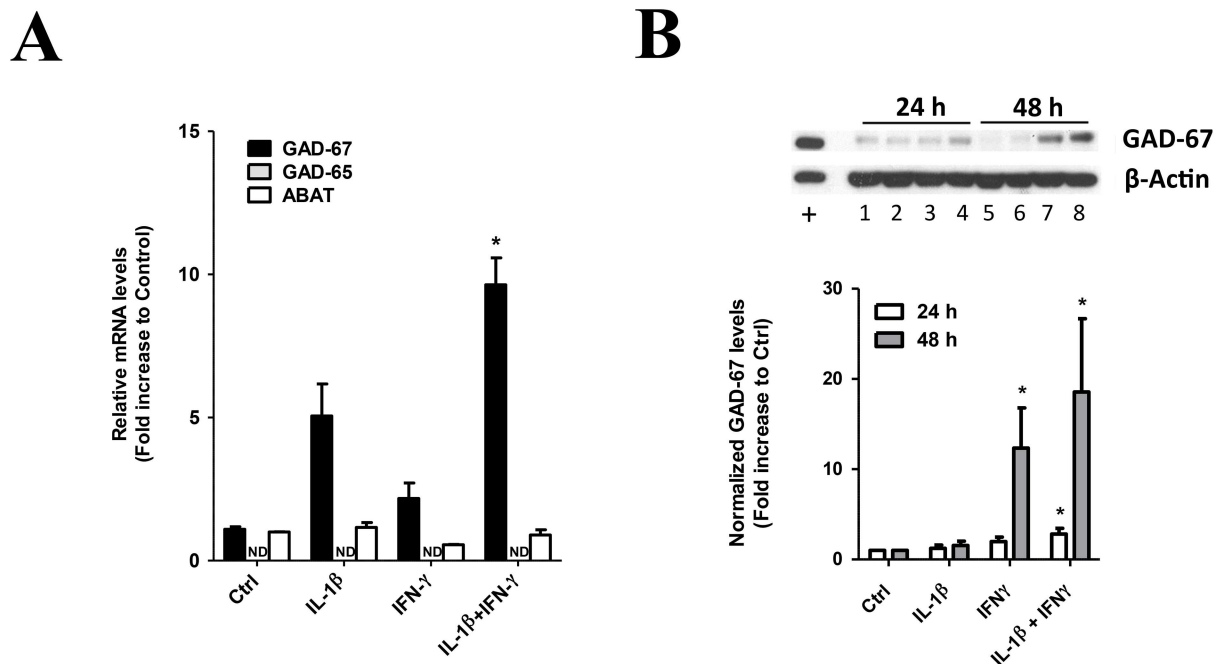 A
Relative mRNA levels
(Fold increase to Control)
15
10
5
0
GAD-67
GAD-65
ABAT
*
ND
ND
ND
ND
Ctrl
IL-1β
IFN-γ
IL-1β+IFN-γ
B
24 h
48 h
GAD-67
β-Actin
+ 1 2 3 4 5 6 7 8
Normalized GAD-67 levels
(Fold increase to Ctrl)
30
20
10
0
24 h
48 h
*
*
*
Ctrl
IL-1β
IFNγ
IL-1β + IFNγ